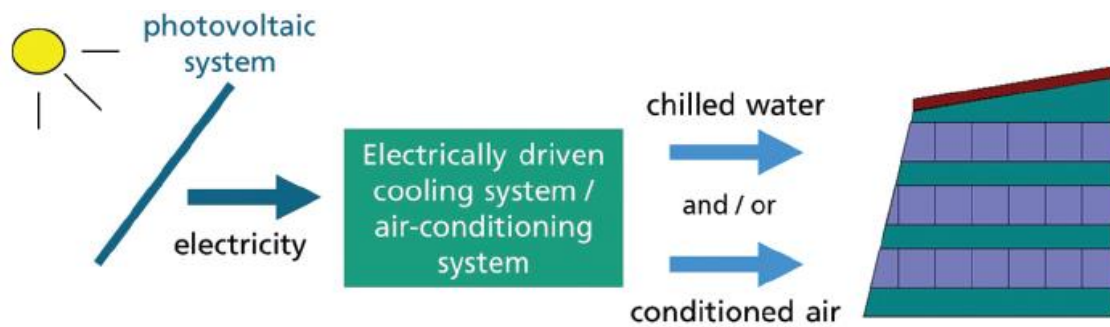 photovoltaic
system
electricity
Electrically driven
cooling system /
air-conditioning
system
chilled water
and / or
conditioned air